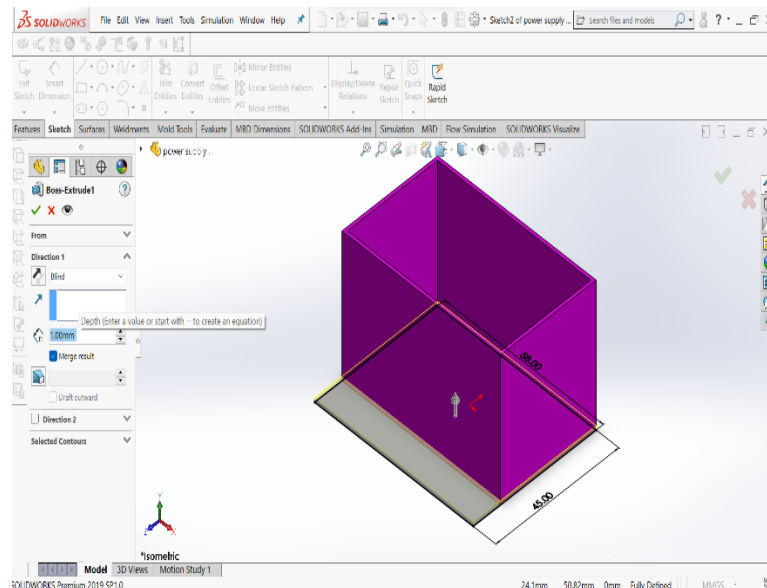 SOLIDWORKS File Edit View Insert Tools Simulation Window Help Sketch2 of power supply ... Search files and models
Exit Sketch
Smart Dimension
Trim Entities
Convert Entities
Offset Entities
Mirror Entities
Linear Sketch Pattern
Move Entities
Display/Delete Relations
Repair Sketch
Quick Snaps
Rapid Sketch
Features Sketch Surfaces Weldments Mold Tools Evaluate MBD Dimensions SOLIDWORKS Add-Ins Simulation MBD Flow Simulation SOLIDWORKS Visualize
power supply ..
Boss-Extrude1
From
Direction 1
Blind
Depth (Enter a value or start with = to create an equation)
1.00mm
Merge result
Draft outward
Direction 2
Selected Contours
58.00
45.00
*Isometric
Model 3D Views Motion Study 1
SOLIDWORKS Premium 2019 SP1.0 24.1mm 50.82mm 0mm Fully Defined MMGS